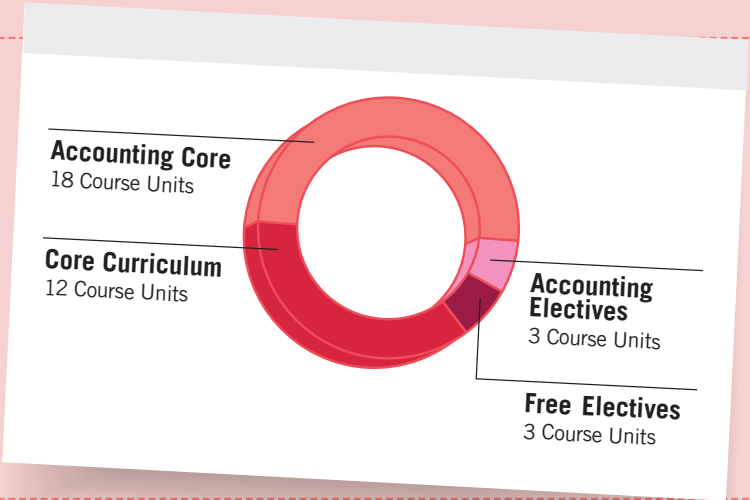 Accounting Core
18 Course Units
Core Curriculum
12 Course Units
Accounting
Electives
3 Course Units
Free Electives
3 Course Units